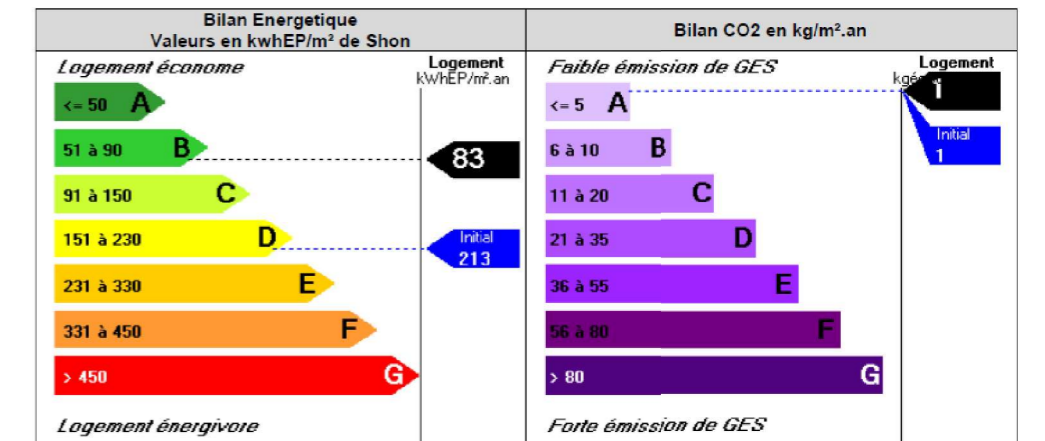 Bilan Energetique
Valeurs en kwhEP/m² de Shon
Logement économe
Logement
kWhEP/m².an
<= 50 A
51 à 90 B
83
91 à 150 C
151 à 230 D
Initial
213
231 à 330 E
331 à 450 F
> 450 G
Logement énergivore
Bilan CO2 en kg/m².an
Faible émission de GES
Logement
<= 5 A
1
6 à 10 B
Initial
1
11 à 20 C
21 à 35 D
36 à 55 E
56 à 80 F
> 80 G
Forte émission de GES